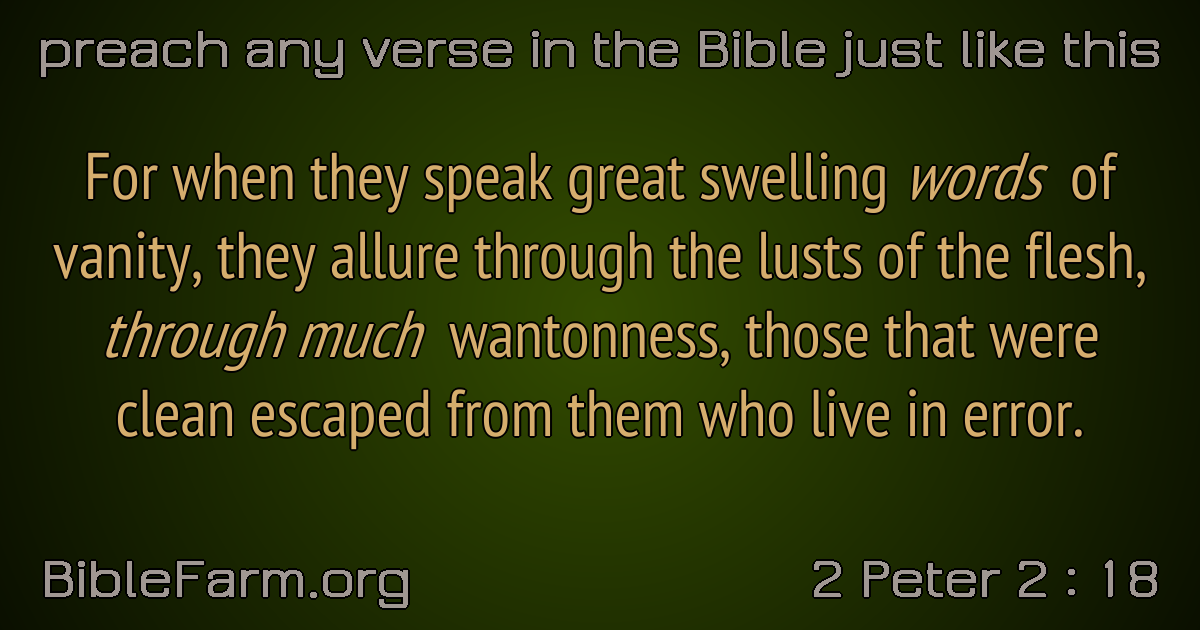 preach any verse in the Bible just like this
For when they speak great swelling words of
vanity, they allure through the lusts of the flesh,
through much wantonness, those that were
clean escaped from them who live in error.
BibleFarm.org 2 Peter 2 : 18